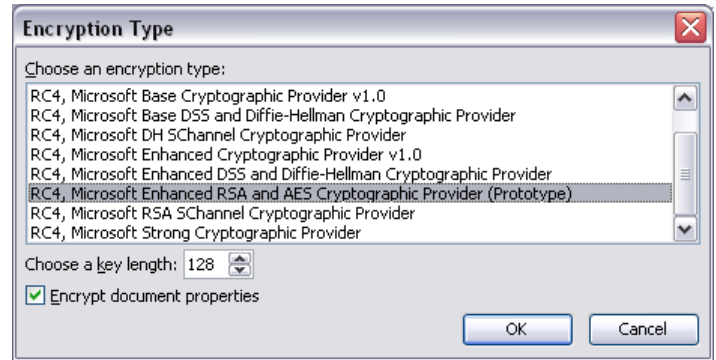 Encryption Type
Choose an encryption type:
RC4, Microsoft Base Cryptographic Provider v1.0
RC4, Microsoft Base DSS and Diffie-Hellman Cryptographic Provider
RC4, Microsoft DH SChannel Cryptographic Provider
RC4, Microsoft Enhanced Cryptographic Provider v1.0
RC4, Microsoft Enhanced DSS and Diffie-Hellman Cryptographic Provider
RC4, Microsoft Enhanced RSA and AES Cryptographic Provider (Prototype)
RC4, Microsoft RSA SChannel Cryptographic Provider
RC4, Microsoft Strong Cryptographic Provider
Choose a key length: 128
Encrypt document properties
OK Cancel